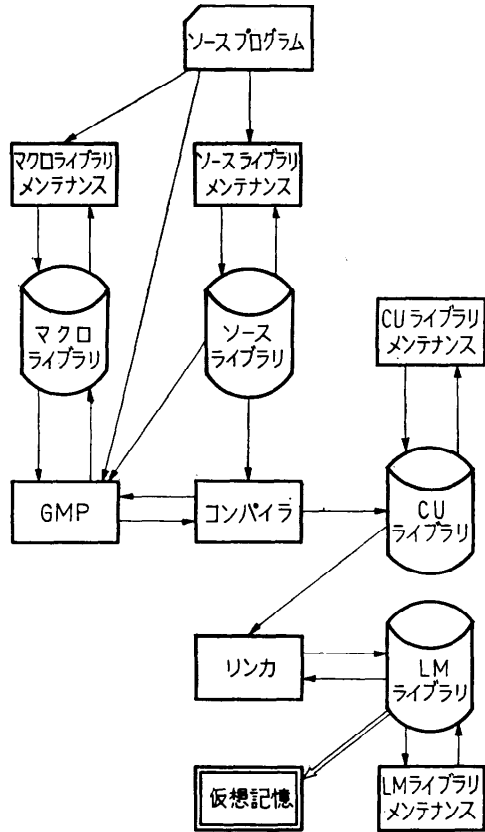 ソースプログラム
マクロライブラリ
メンテナンス
ソースライブラリ
メンテナンス
マクロ
ライブラリ
ソース
ライブラリ
CUライブラリ
メンテナンス
GMP
コンパイラ
CU
ライブラリ
リンカ
LM
ライブラリ
仮想記憶
LMライブラリ
メンテナンス